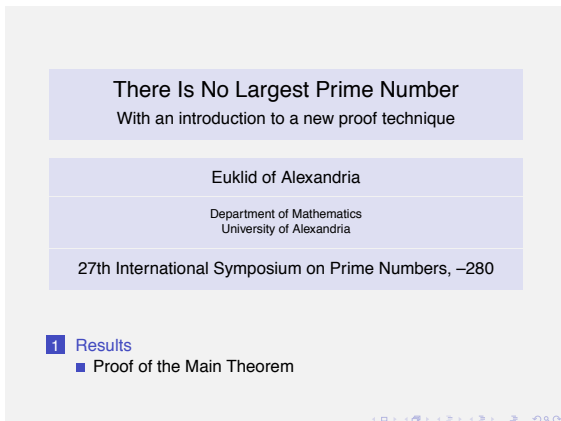 There Is No Largest Prime Number
With an introduction to a new proof technique
Euklid of Alexandria
Department of Mathematics
University of Alexandria
27th International Symposium on Prime Numbers, –280
1 Results
Proof of the Main Theorem